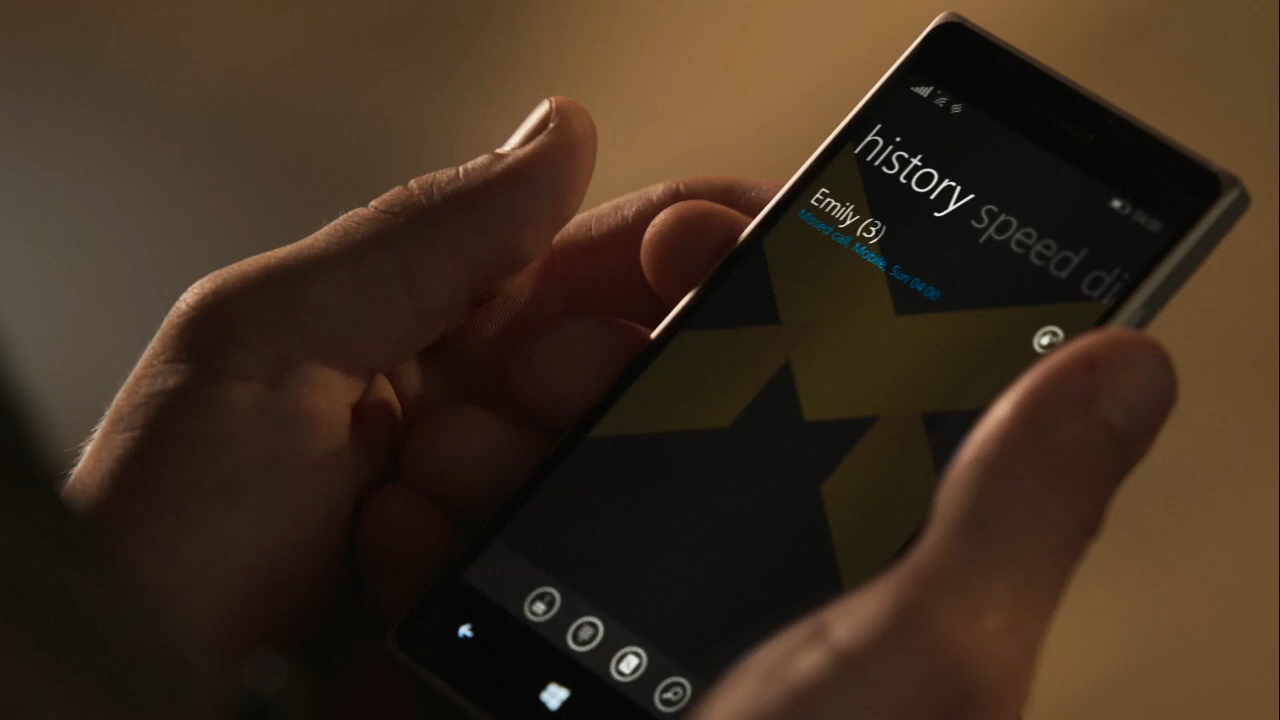 history speed di
Emily (3)
Missed call, Mobile, Sun 04:00